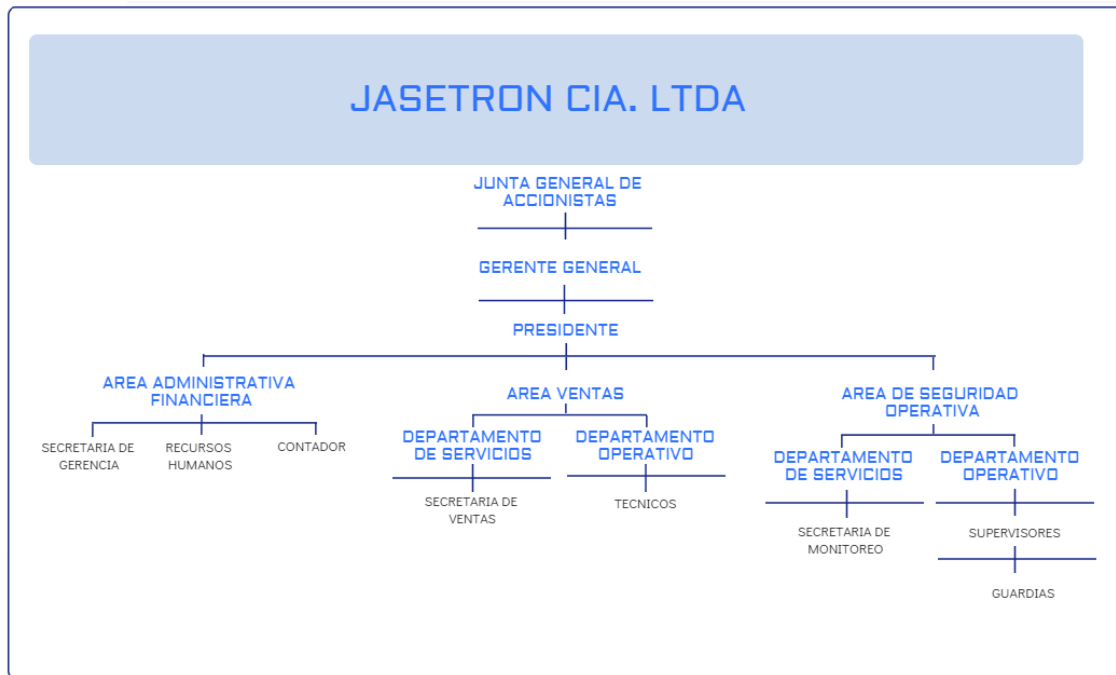 JASETRON CIA. LTDA
JUNTA GENERAL DE
ACCIONISTAS
GERENTE GENERAL
PRESIDENTE
AREA ADMINISTRATIVA
FINANCIERA
SECRETARIA DE
GERENCIA
RECURSOS
HUMANOS
CONTADOR
AREA VENTAS
DEPARTAMENTO
DE SERVICIOS
SECRETARIA DE
VENTAS
DEPARTAMENTO
OPERATIVO
TECNICOS
AREA DE SEGURIDAD
OPERATIVA
DEPARTAMENTO
DE SERVICIOS
SECRETARIA DE
MONITOREO
DEPARTAMENTO
OPERATIVO
SUPERVISORES
GUARDIAS